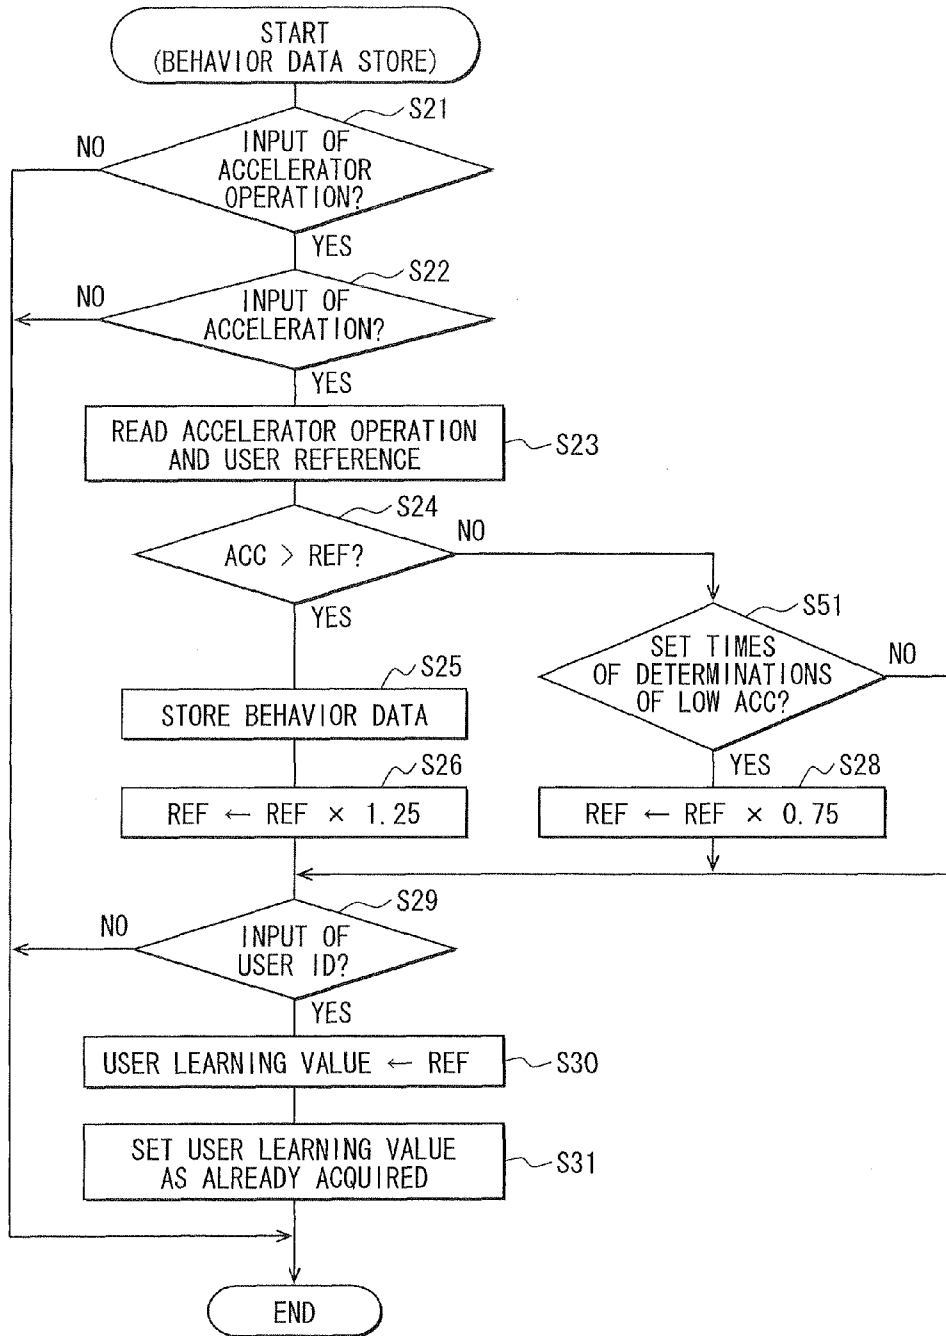 START
(BEHAVIOR DATA STORE)
S21
NO
INPUT OF
ACCELERATOR
OPERATION?
YES
S22
NO
INPUT OF
ACCELERATION?
YES
READ ACCELERATOR OPERATION
AND USER REFERENCE
S23
S24
NO
ACC > REF?
YES
S51
SET TIMES
OF DETERMINATIONS
OF LOW ACC?
NO
S25
STORE BEHAVIOR DATA
YES
S26
S28
REF ← REF × 1.25
REF ← REF × 0.75
S29
NO
INPUT OF
USER ID?
YES
USER LEARNING VALUE ← REF
S30
SET USER LEARNING VALUE
AS ALREADY ACQUIRED
S31
END